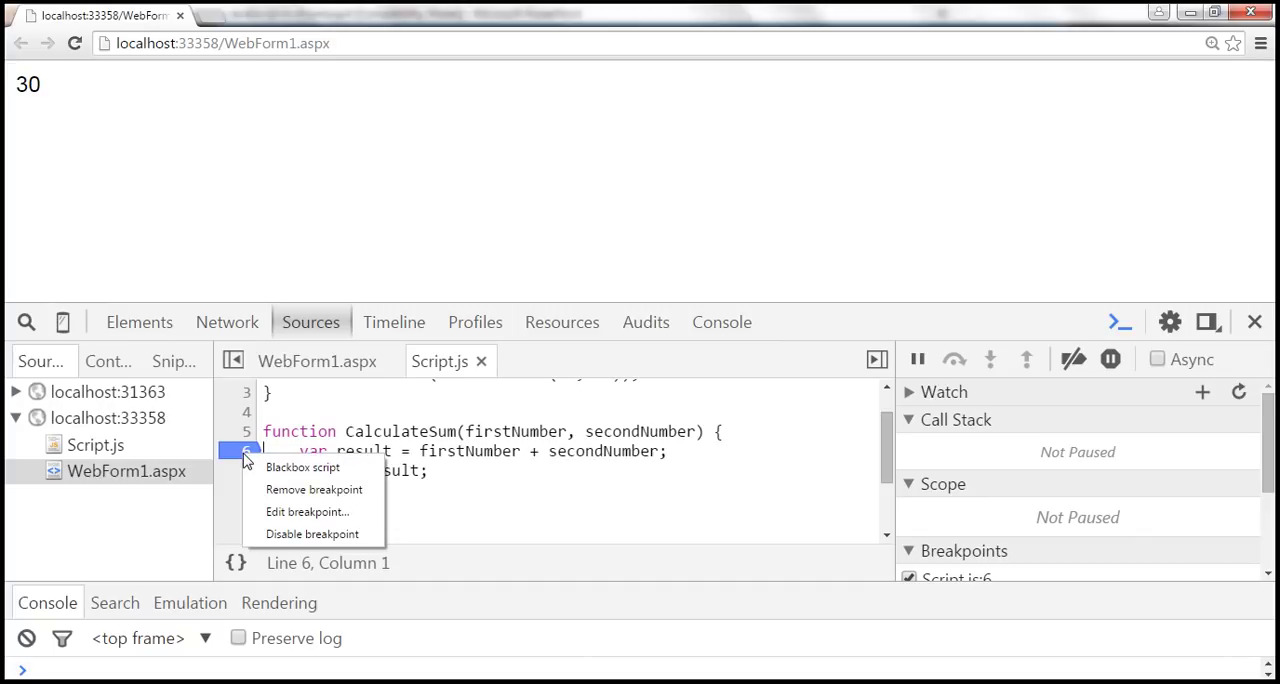 localhost:33358/WebForm
localhost:33358/WebForm1.aspx
30
Elements Network Sources Timeline Profiles Resources Audits Console
Sour... Cont... Snip... WebForm1.aspx Script.js Async
localhost:31363
localhost:33358
Script.js
WebForm1.aspx
3 }
4
5 function CalculateSum(firstNumber, secondNumber) {
6 var result = firstNumber + secondNumber;
sult;
Blackbox script
Remove breakpoint
Edit breakpoint...
Disable breakpoint
{} Line 6, Column 1
Watch
Call Stack
Not Paused
Scope
Not Paused
Breakpoints
Script.js:6
Console Search Emulation Rendering
<top frame> Preserve log